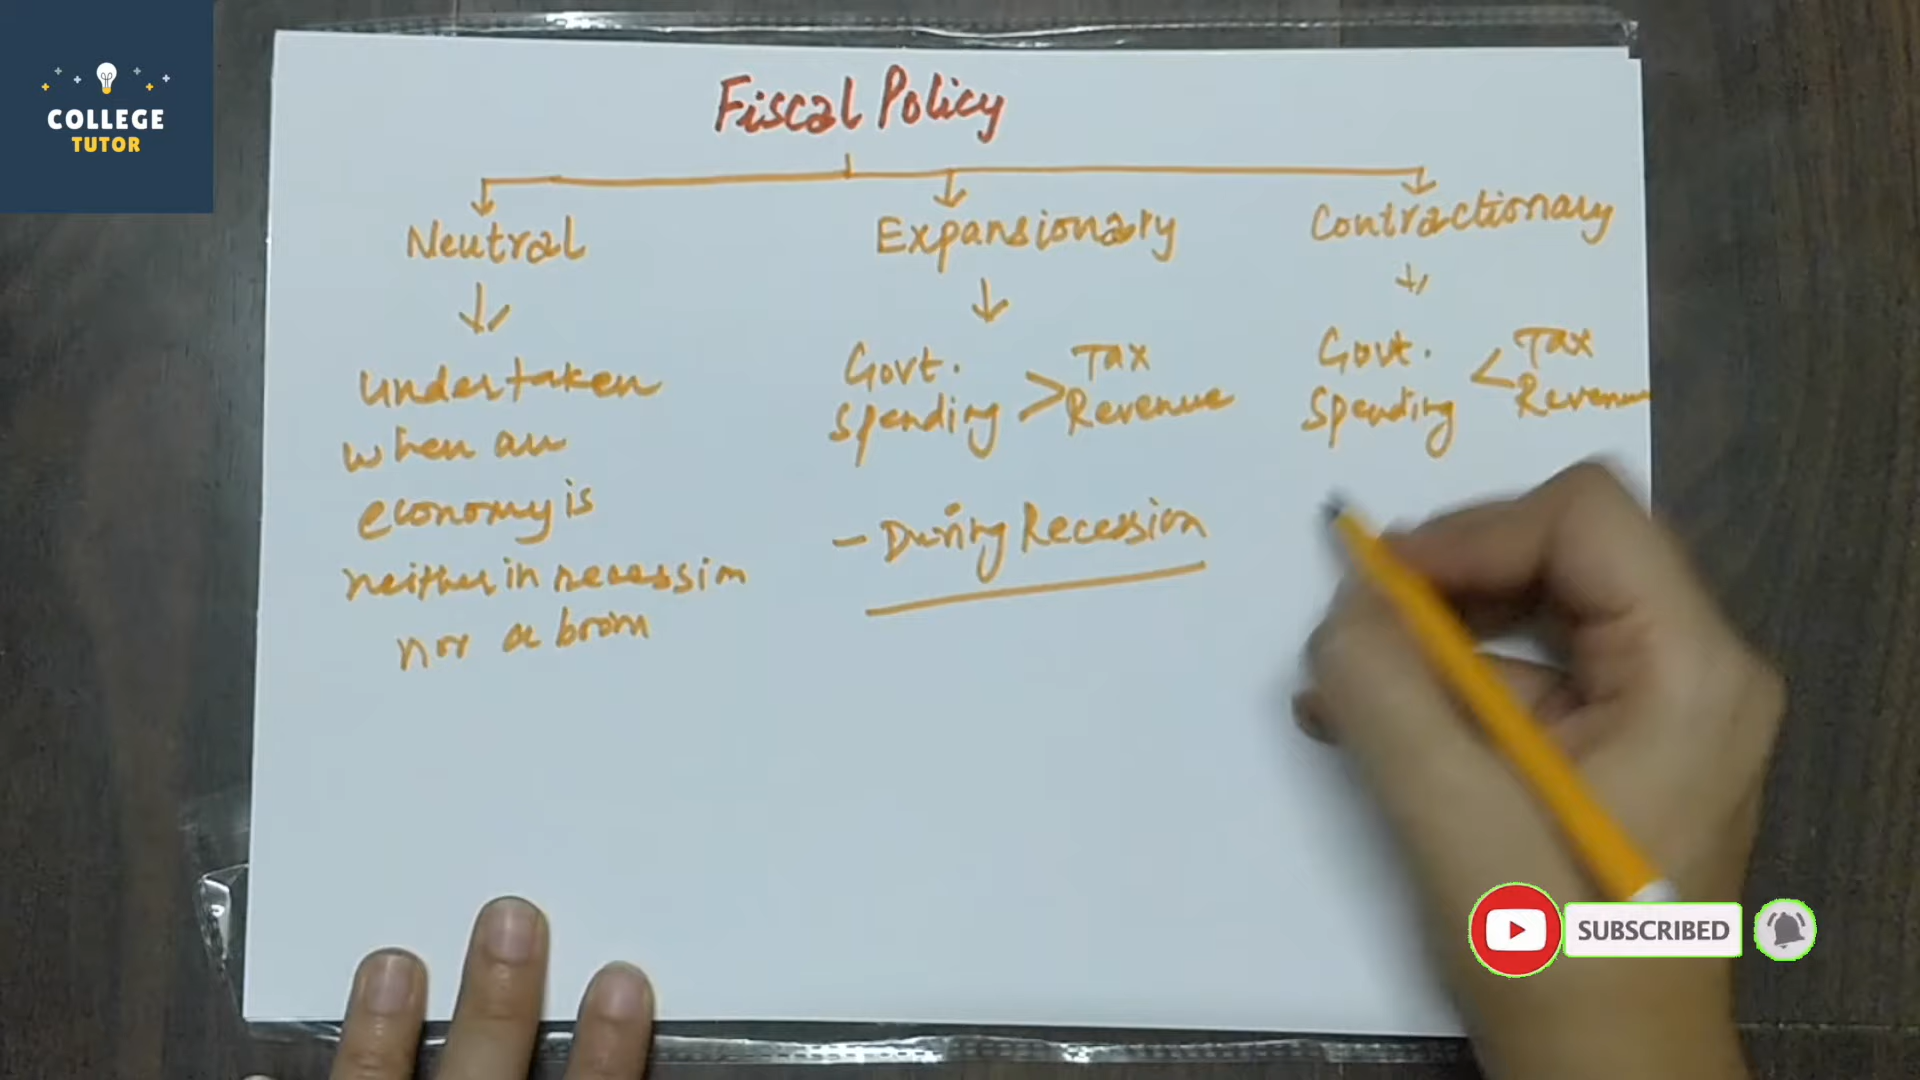 COLLEGE
TUTOR
Fiscal Policy
Neutral
Expansionary
Contractionary
undertaken
when an
economy is
neither in recession
nor a boom
Govt.
spending > Tax
Revenue
- During Recession
Govt.
spending < Tax
Revenue
SUBSCRIBED